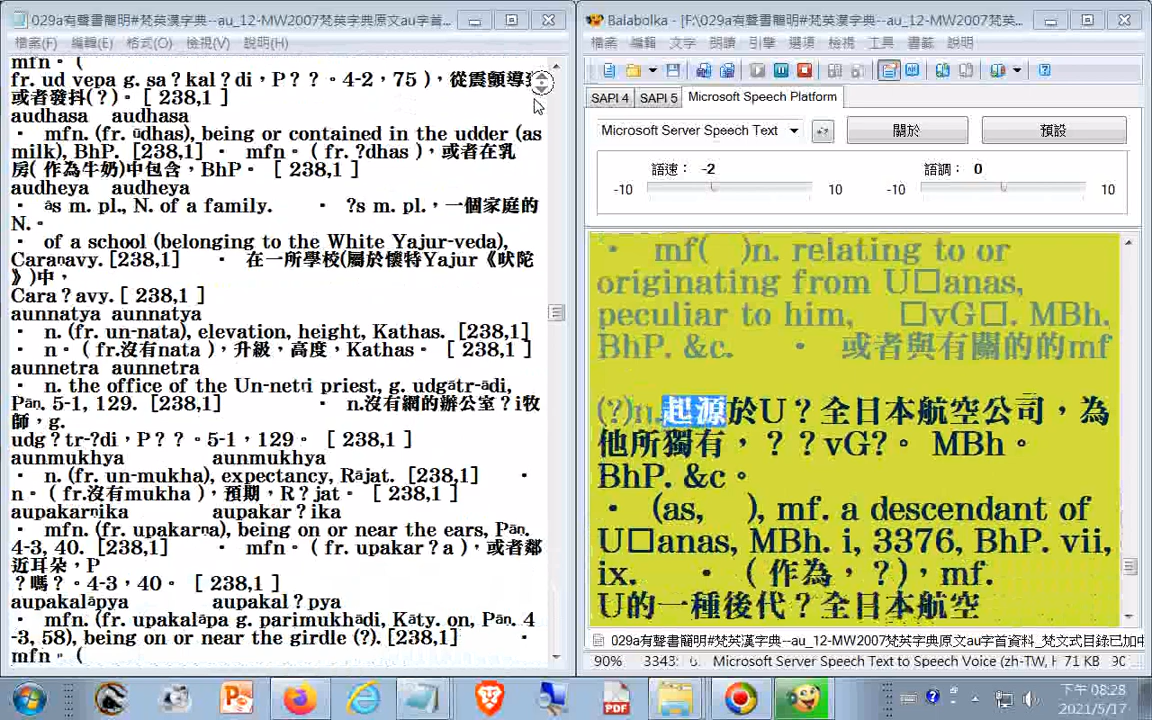 029a有聲書簡明#梵英漢字典--au_12-MW2007梵英字典原文au字首...
檔案(F) 編輯(E) 格式(O) 檢視(V) 說明(H)
mfn。(
fr. ud vepa g. sa？kal？di，P？？。4-2，75 )，從震顫導致
或者發抖(？)。[ 238,1 ]
audhasa audhasa
• mfn. (fr. ūdhas), being or contained in the udder (as
milk), BhP. [238,1] • mfn。( fr. ?dhas )，或者在乳
房( 作為牛奶)中包含，BhP。[ 238,1 ]
audheya audheya
• ās m. pl., N. of a family. • ?s m. pl.，一個家庭的
N.。
• of a school (belonging to the White Yajur-veda),
Caraṇavy. [238,1] • 在一所學校(屬於懷特Yajur《吠陀
》)中，
Cara？avy. [ 238,1 ]
aunnatya aunnatya
• n. (fr. un-nata), elevation, height, Kathas. [238,1]
• n。( fr.沒有nata )，升級，高度，Kathas。[ 238,1 ]
aunnetra aunnetra
• n. the office of the Un-netri priest, g. udgātr-ādi,
Pāṇ. 5-1, 129. [238,1] • n.沒有網的辦公室？i牧
師，g.
udg？tr-?di，P？？。5-1，129。[ 238,1 ]
aunmukhya aunmukhya
• n. (fr. un-mukha), expectancy, Rājat. [238,1] •
n。( fr.沒有mukha )，預期，R？jat。[ 238,1 ]
aupakarṇika aupakar？ika
• mfn. (fr. upakarṇa), being on or near the ears, Pāṇ.
4-3, 40. [238,1] • mfn。( fr. upakar？a )，或者鄰
近耳朵，P
？嗎？。4-3，40。[ 238,1 ]
aupakalāpya aupakal？pya
• mfn. (fr. upakalāpa g. parimukhādi, Kāty. on, Pāṇ. 4
-3, 58), being on or near the girdle (?). [238,1] •
mfn。(
Balabolka - [F:\029a有聲書簡明#梵英漢字典--au_12-MW2007梵英...
檔案 編輯 文字 朗讀 引擎 選項 檢視 工具 書籤 說明
SAPI 4 SAPI 5 Microsoft Speech Platform
Microsoft Server Speech Text 關於 預設
語速： -2 語調： 0
-10 10 -10 10
• mf( )n. relating to or
originating from U□anas,
peculiar to him, □vG□. MBh.
BhP. &c. • 或者與有關的的mf
(?)n.起源於U？全日本航空公司，為
他所獨有，？？vG?。MBh。
BhP. &c。
• (as, ), mf. a descendant of
U□anas, MBh. i, 3376, BhP. vii,
ix. • ( 作為，？)，mf.
U的一種後代？全日本航空
029a有聲書簡明#梵英漢字典--au_12-MW2007梵英字典原文au字首資料_梵文式目錄已加中
90% 3343: Microsoft Server Speech Text to Speech Voice (zh-TW, H 71 KB
下午 08:28
2021/5/17